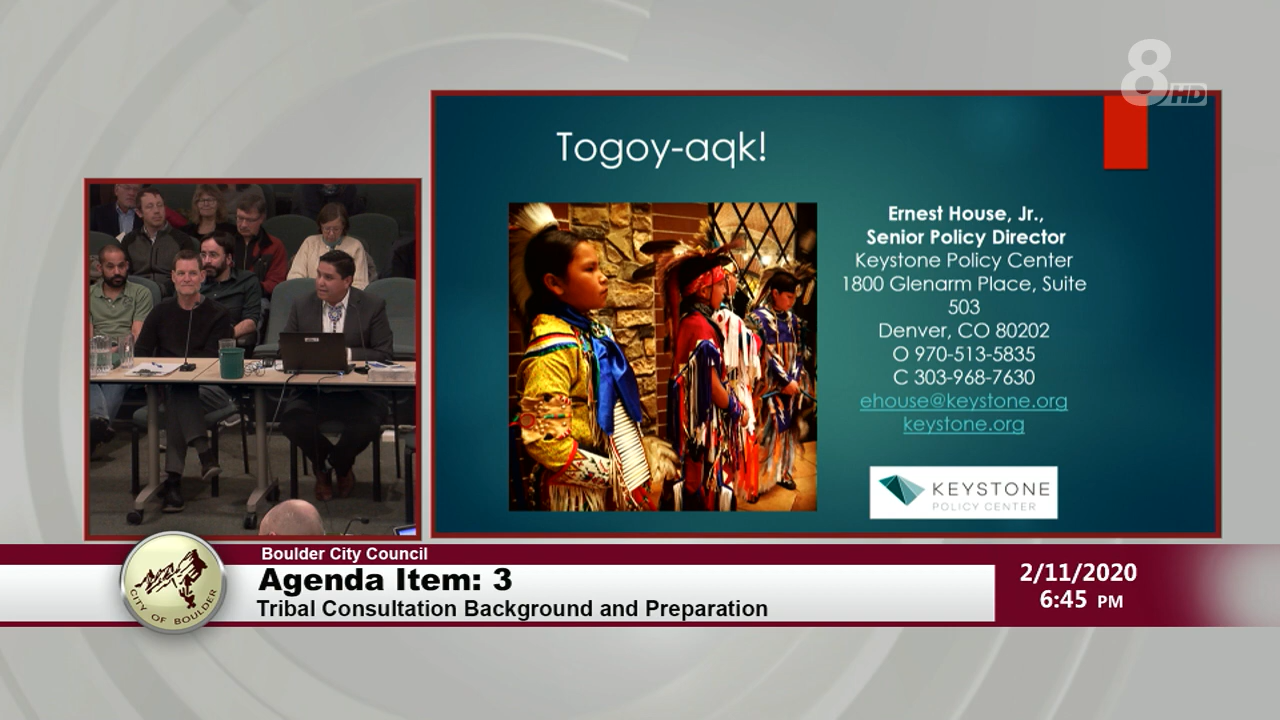 8HD
Togoy-aqk!
Ernest House, Jr.,
Senior Policy Director
Keystone Policy Center
1800 Glenarm Place, Suite
503
Denver, CO 80202
O 970-513-5835
C 303-968-7630
ehouse@keystone.org
keystone.org
KEYSTONE
POLICY CENTER
Boulder City Council
Agenda Item: 3
Tribal Consultation Background and Preparation
2/11/2020
6:45 PM
CITY OF BOULDER